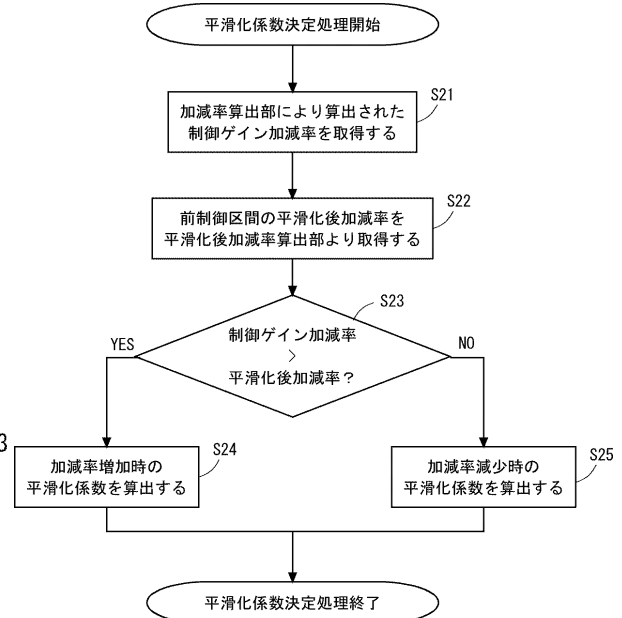 平滑化係数決定処理開始
S21
加減率算出部により算出された
制御ゲイン加減率を取得する
S22
前制御区間の平滑化後加減率を
平滑化後加減率算出部より取得する
S23
制御ゲイン加減率
>
平滑化後加減率？
YES
NO
3
S24
加減率増加時の
平滑化係数を算出する
S25
加減率減少時の
平滑化係数を算出する
平滑化係数決定処理終了